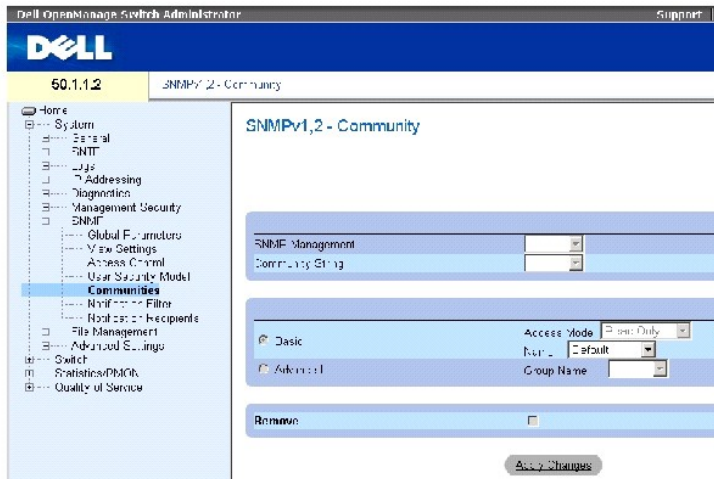 Dell OpenManage Switch Administrator Support
DELL
50.1.1.2 SNMPv1,2 - Community
Home
System
General
SNTP
Logs
IP Addressing
Diagnostics
Management Security
SNMP
Global Parameters
View Settings
Access Control
User Security Model
Communities
Notification Filter
Notification Recipients
File Management
Advanced Settings
Switch
Statistics/RMON
Quality of Service
SNMPv1,2 - Community
SNMP Management
Community String
Basic
Access Mode Read Only
Name Default
Advanced
Group Name
Remove
Apply Changes